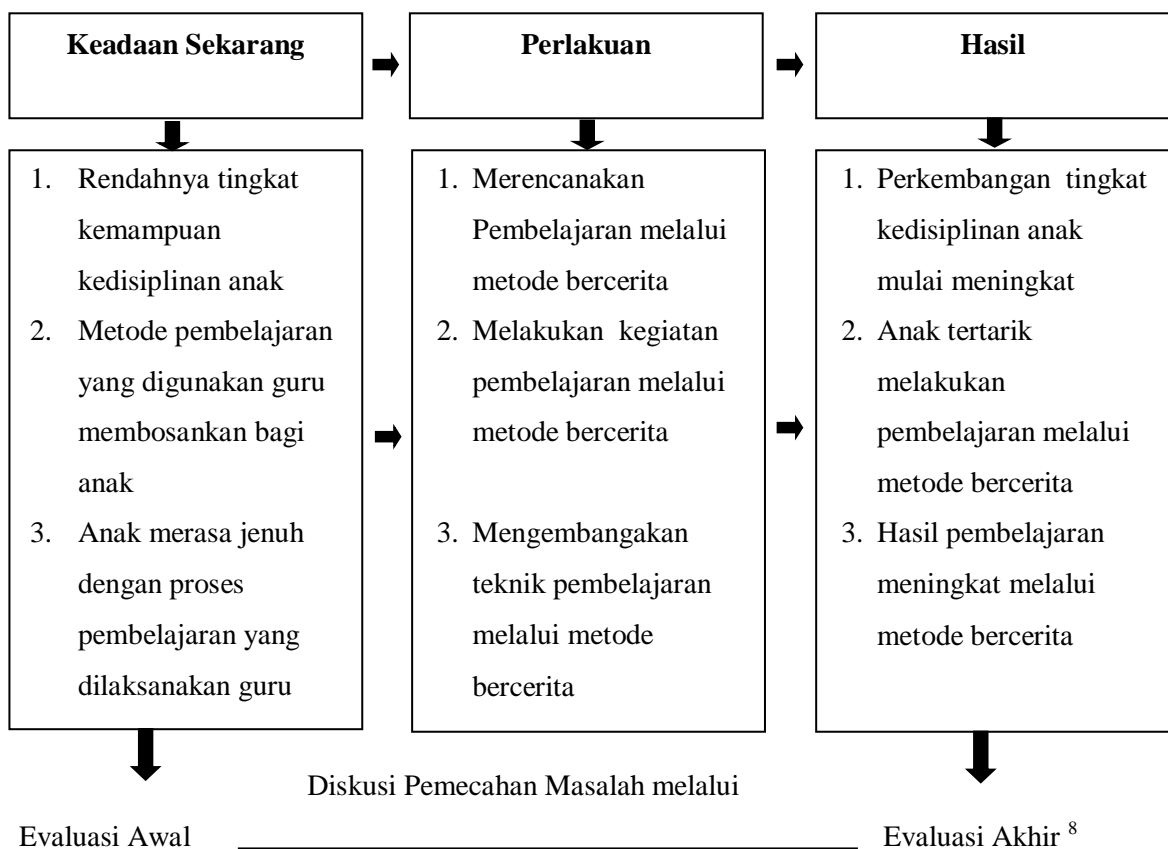 Keadaan Sekarang
Perlakuan
Hasil
1. Rendahnya tingkat
kemampuan
kedisiplinan anak
2. Metode pembelajaran
yang digunakan guru
membosankan bagi
anak
3. Anak merasa jenuh
dengan proses
pembelajaran yang
dilaksanakan guru
1. Merencanakan
Pembelajaran melalui
metode bercerita
2. Melakukan kegiatan
pembelajaran melalui
metode bercerita
3. Mengembangakan
teknik pembelajaran
melalui metode
bercerita
1. Perkembangan tingkat
kedisiplinan anak
mulai meningkat
2. Anak tertarik
melakukan
pembelajaran melalui
metode bercerita
3. Hasil pembelajaran
meningkat melalui
metode bercerita
Diskusi Pemecahan Masalah melalui
Evaluasi Awal
Evaluasi Akhir 8